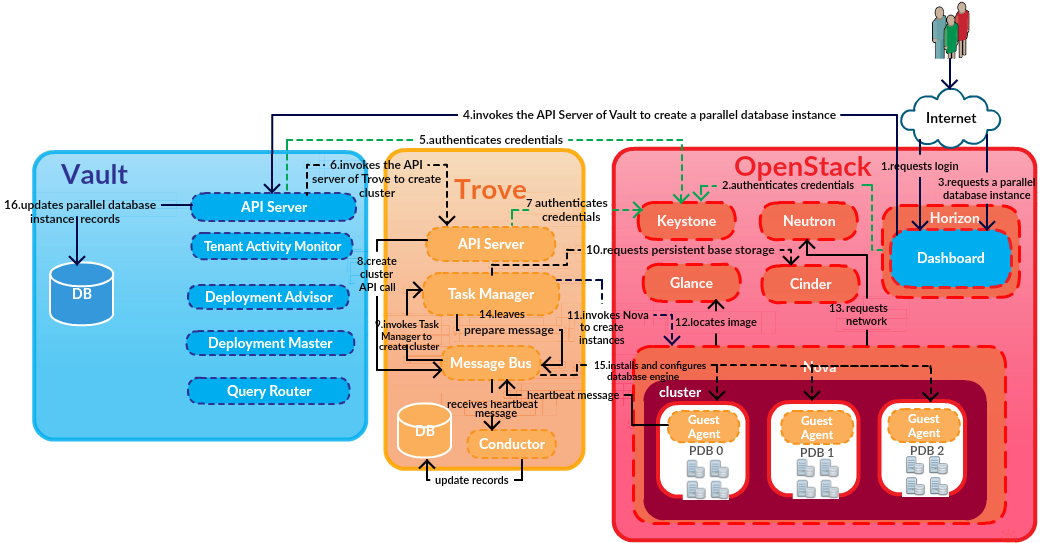 Internet
4.invokes the API Server of Vault to create a parallel database instance
5.authenticates credentials
Vault
6.invokes the API
server of Trove to create
cluster
Trove
OpenStack
1.requests login
2.authenticates credentials
3.requests a parallel
database instance
16.updates parallel database
instance records
API Server
Tenant Activity Monitor
Deployment Advisor
Deployment Master
Query Router
DB
7 authenticates
credentials
API Server
8.create
cluster
API call
Task Manager
14.leaves
prepare message
9.invokes Task
Manager to
create cluster
Message Bus
receives heartbeat
message
DB
Conductor
update records
Keystone
Neutron
Horizon
Dashboard
10.requests persistent base storage
Glance
Cinder
11.invokes Nova
to create
instances
12.locates image
13.requests
network
15.installs and configures
database engine
Nova
heartbeat message
cluster
Guest
Agent
PDB 0
Guest
Agent
PDB 1
Guest
Agent
PDB 2